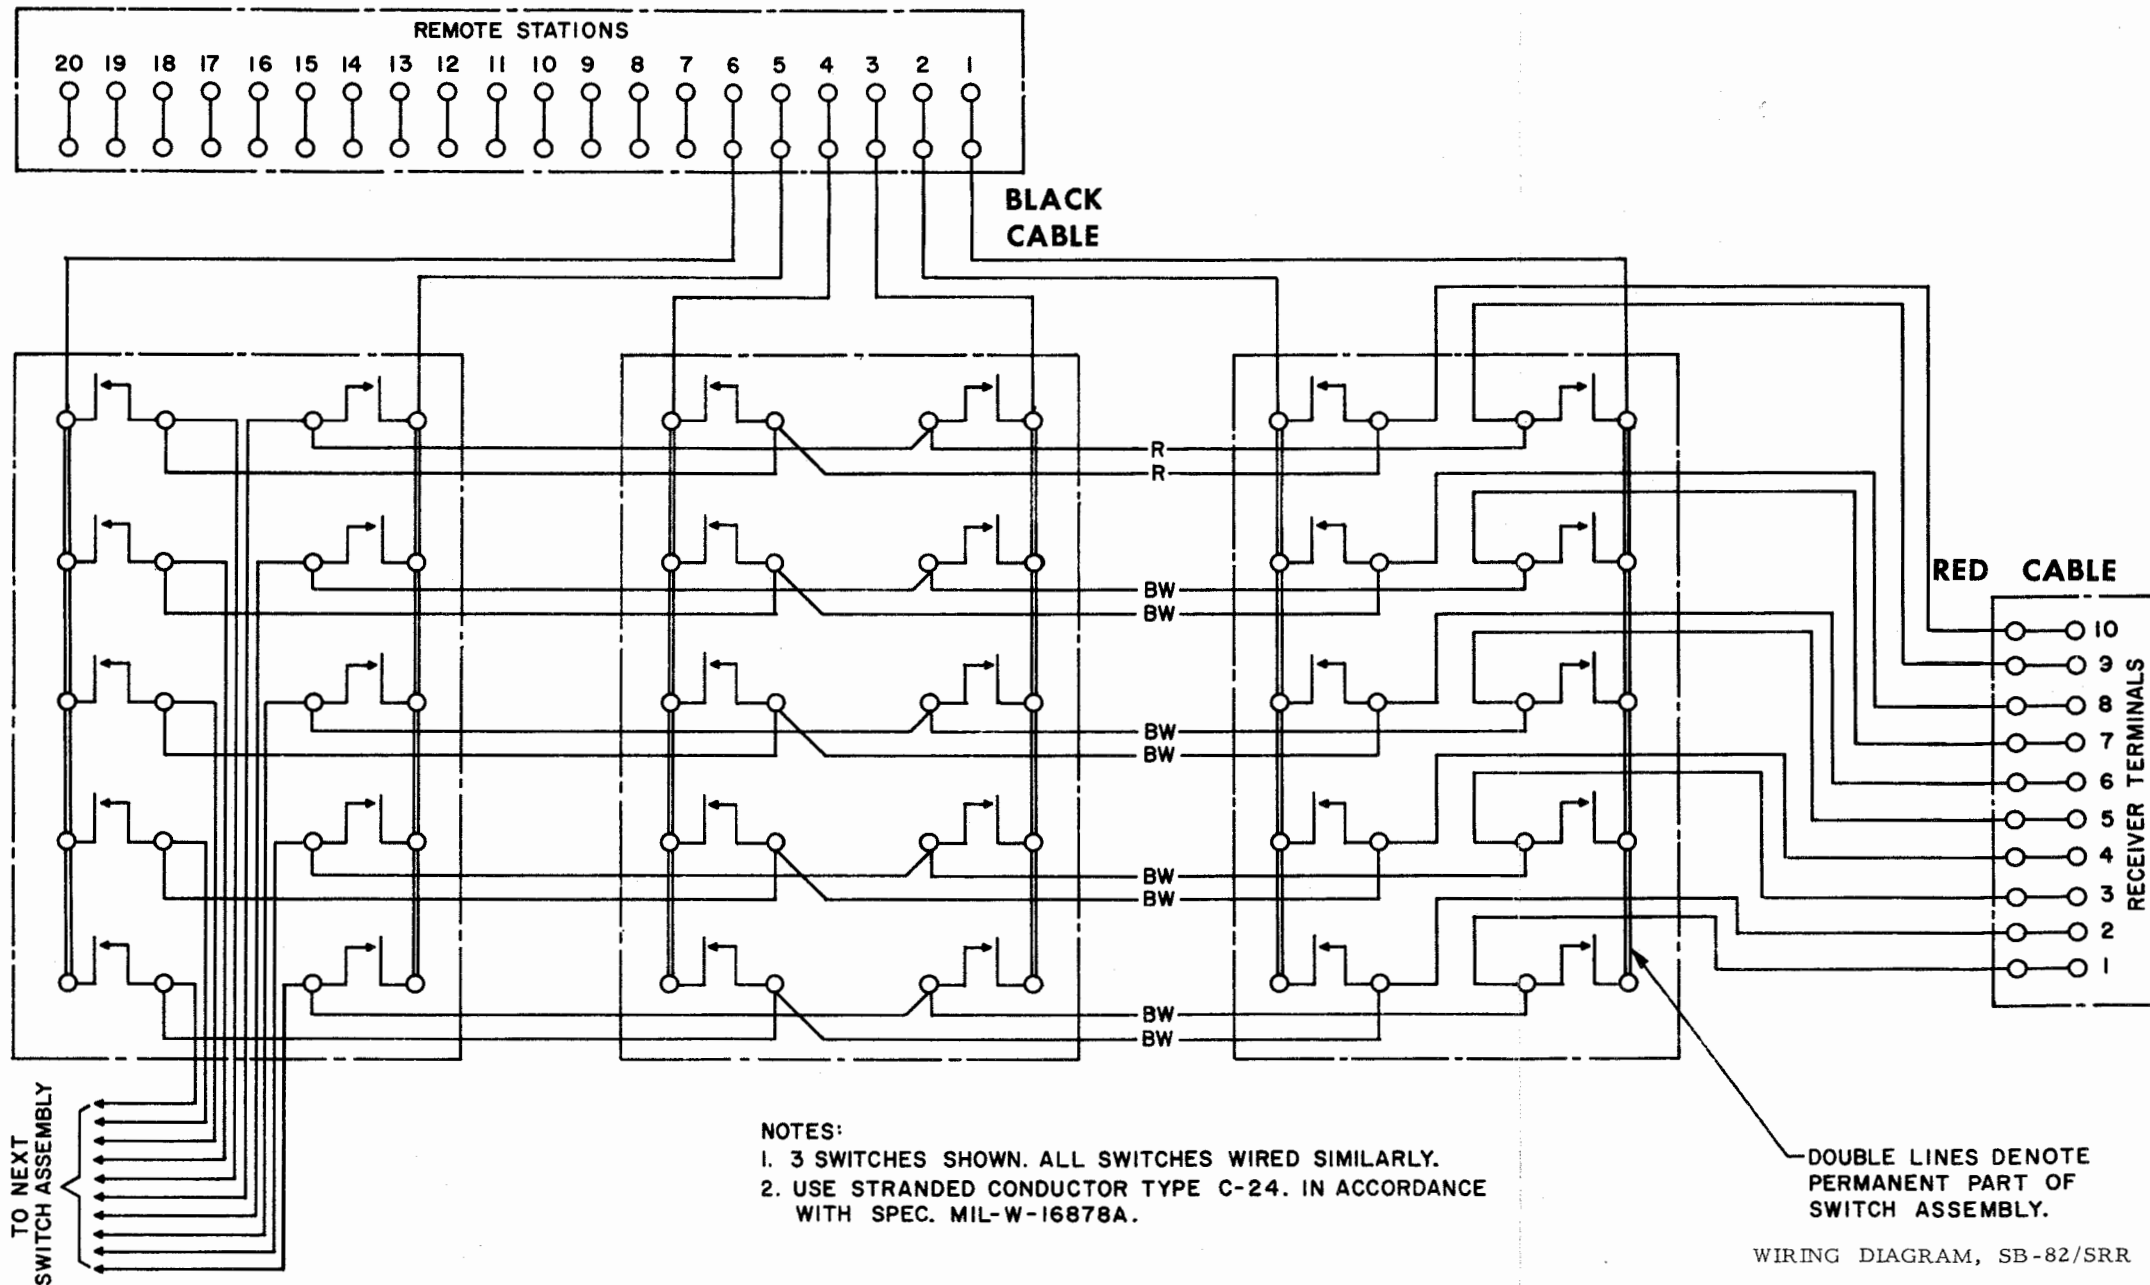 REMOTE STATIONS
20 19 18 17 16 15 14 13 12 11 10 9 8 7 6 5 4 3 2 1
BLACK
CABLE
R
R
BW
BW
BW
BW
BW
BW
BW
BW
RED CABLE
10
9
8
7
6
5
4
3
2
1
RECEIVER TERMINALS
TO NEXT
SWITCH ASSEMBLY
NOTES:
1. 3 SWITCHES SHOWN. ALL SWITCHES WIRED SIMILARLY.
2. USE STRANDED CONDUCTOR TYPE C-24. IN ACCORDANCE
WITH SPEC. MIL-W-16878A.
DOUBLE LINES DENOTE
PERMANENT PART OF
SWITCH ASSEMBLY.
WIRING DIAGRAM, SB-82/SRR